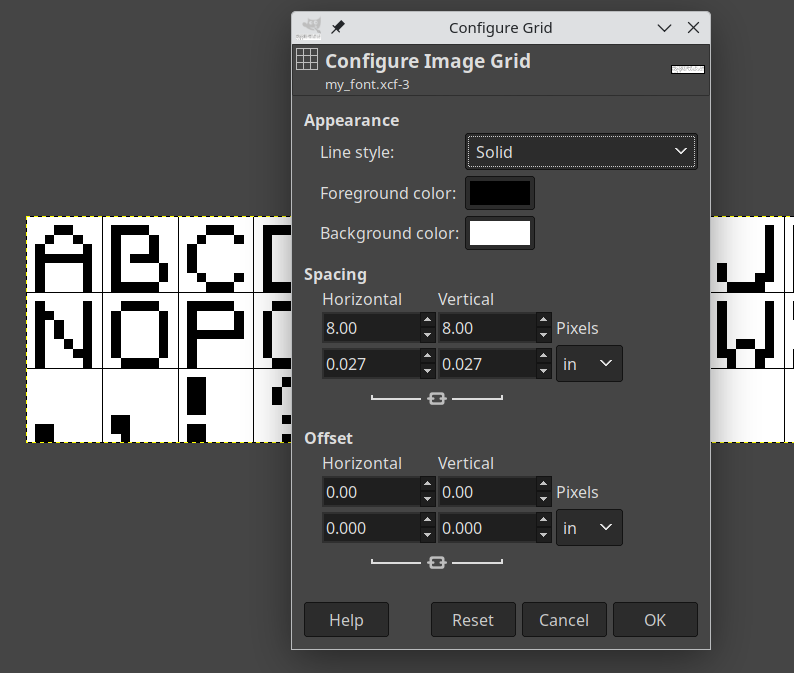 Configure Grid
Configure Image Grid
my_font.xcf-3
Appearance
Line style: Solid
Foreground color:
Background color:
Spacing
Horizontal Vertical
8.00 8.00 Pixels
0.027 0.027 in
Offset
Horizontal Vertical
0.00 0.00 Pixels
0.000 0.000 in
Help Reset Cancel OK
A B C J
N O P W
. , !